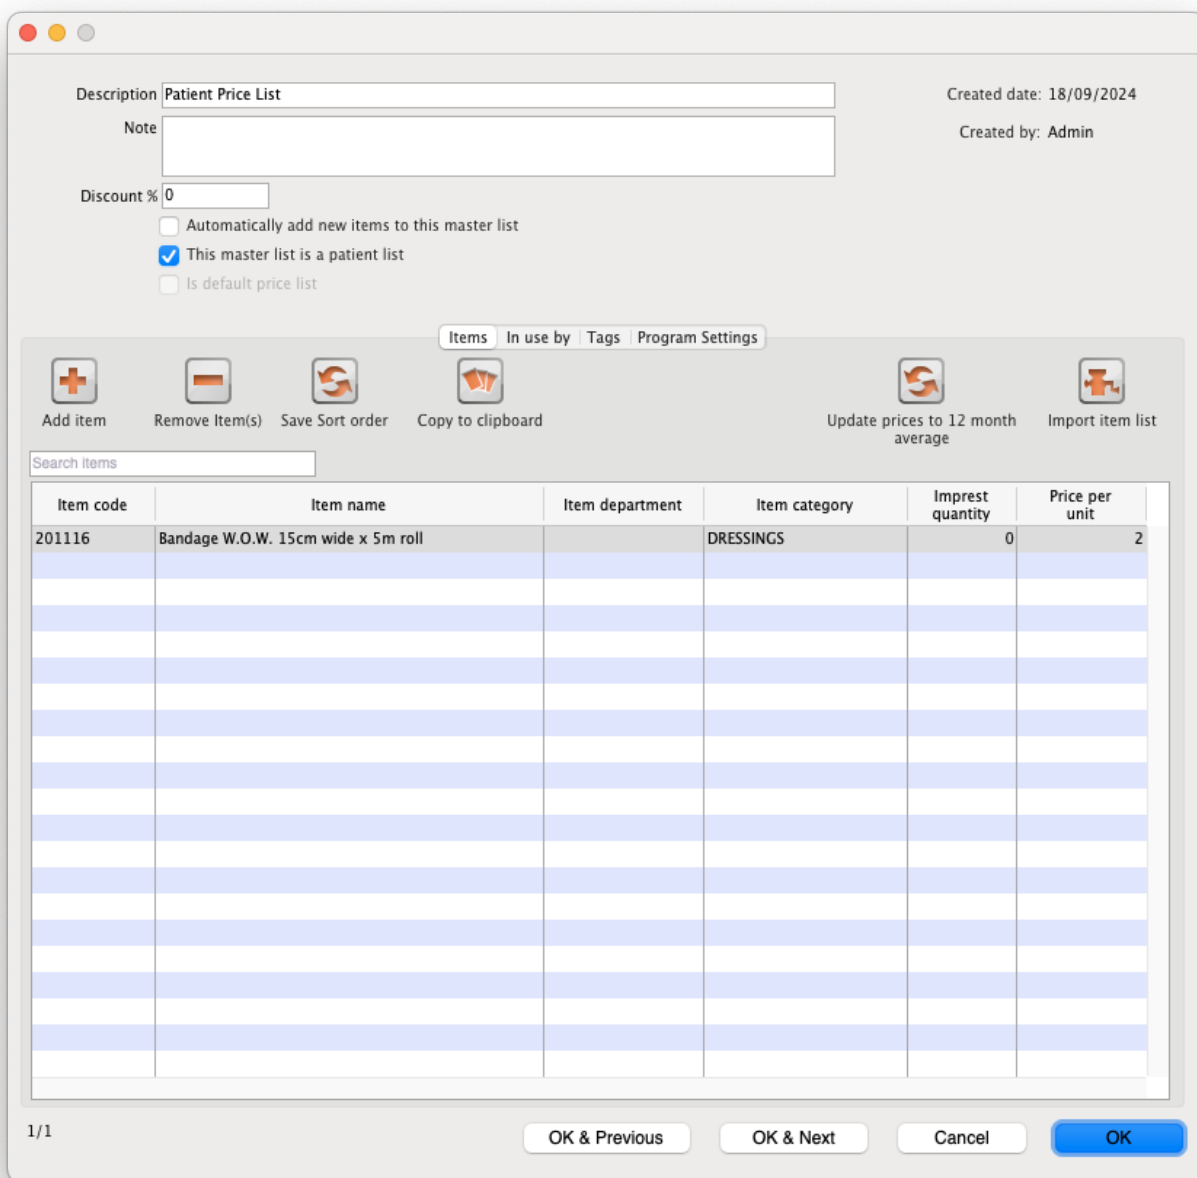 Description Patient Price List
Created date: 18/09/2024
Note
Created by: Admin
Discount % 0
Automatically add new items to this master list
This master list is a patient list
Is default price list
Items In use by Tags Program Settings
Add item Remove Item(s) Save Sort order Copy to clipboard Update prices to 12 month average Import item list
Search items
Item code Item name Item department Item category Imprest quantity Price per unit
201116 Bandage W.O.W. 15cm wide x 5m roll DRESSINGS 0 2
1/1 OK & Previous OK & Next Cancel OK